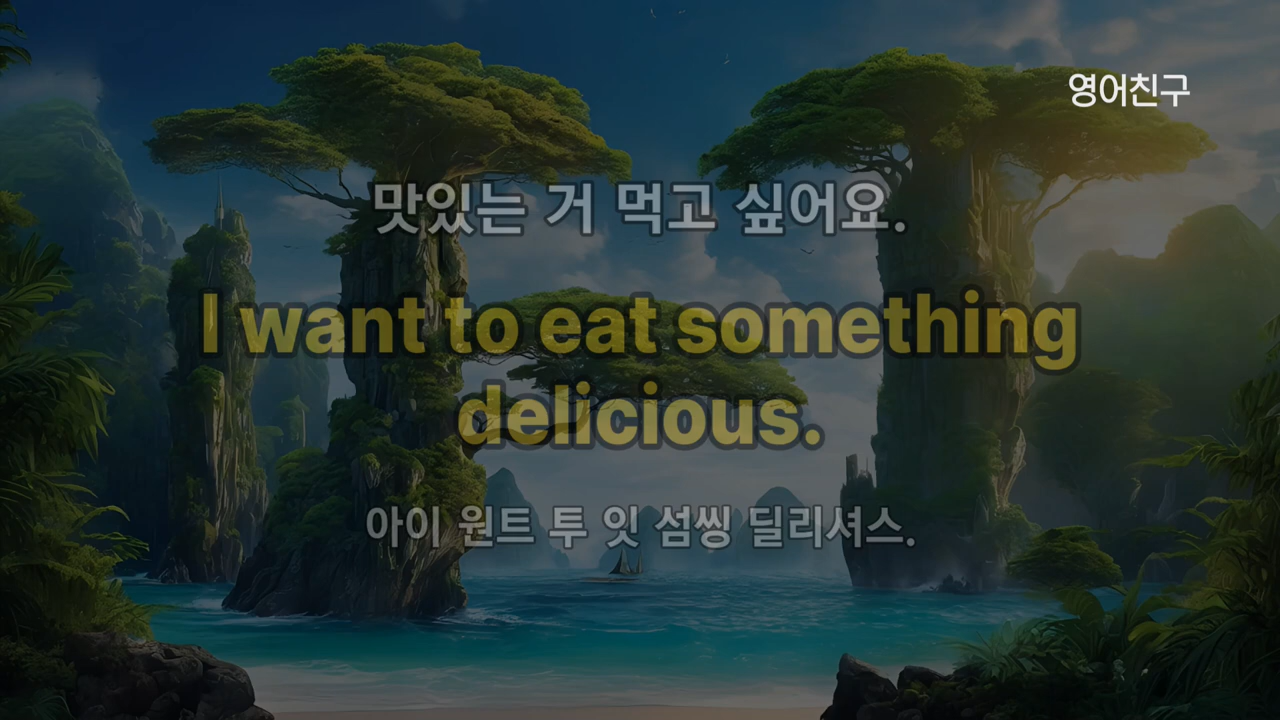 영어친구
맛있는 거 먹고 싶어요.
I want to eat something
delicious.
아이 원트 투 잇 섬씽 딜리셔스.